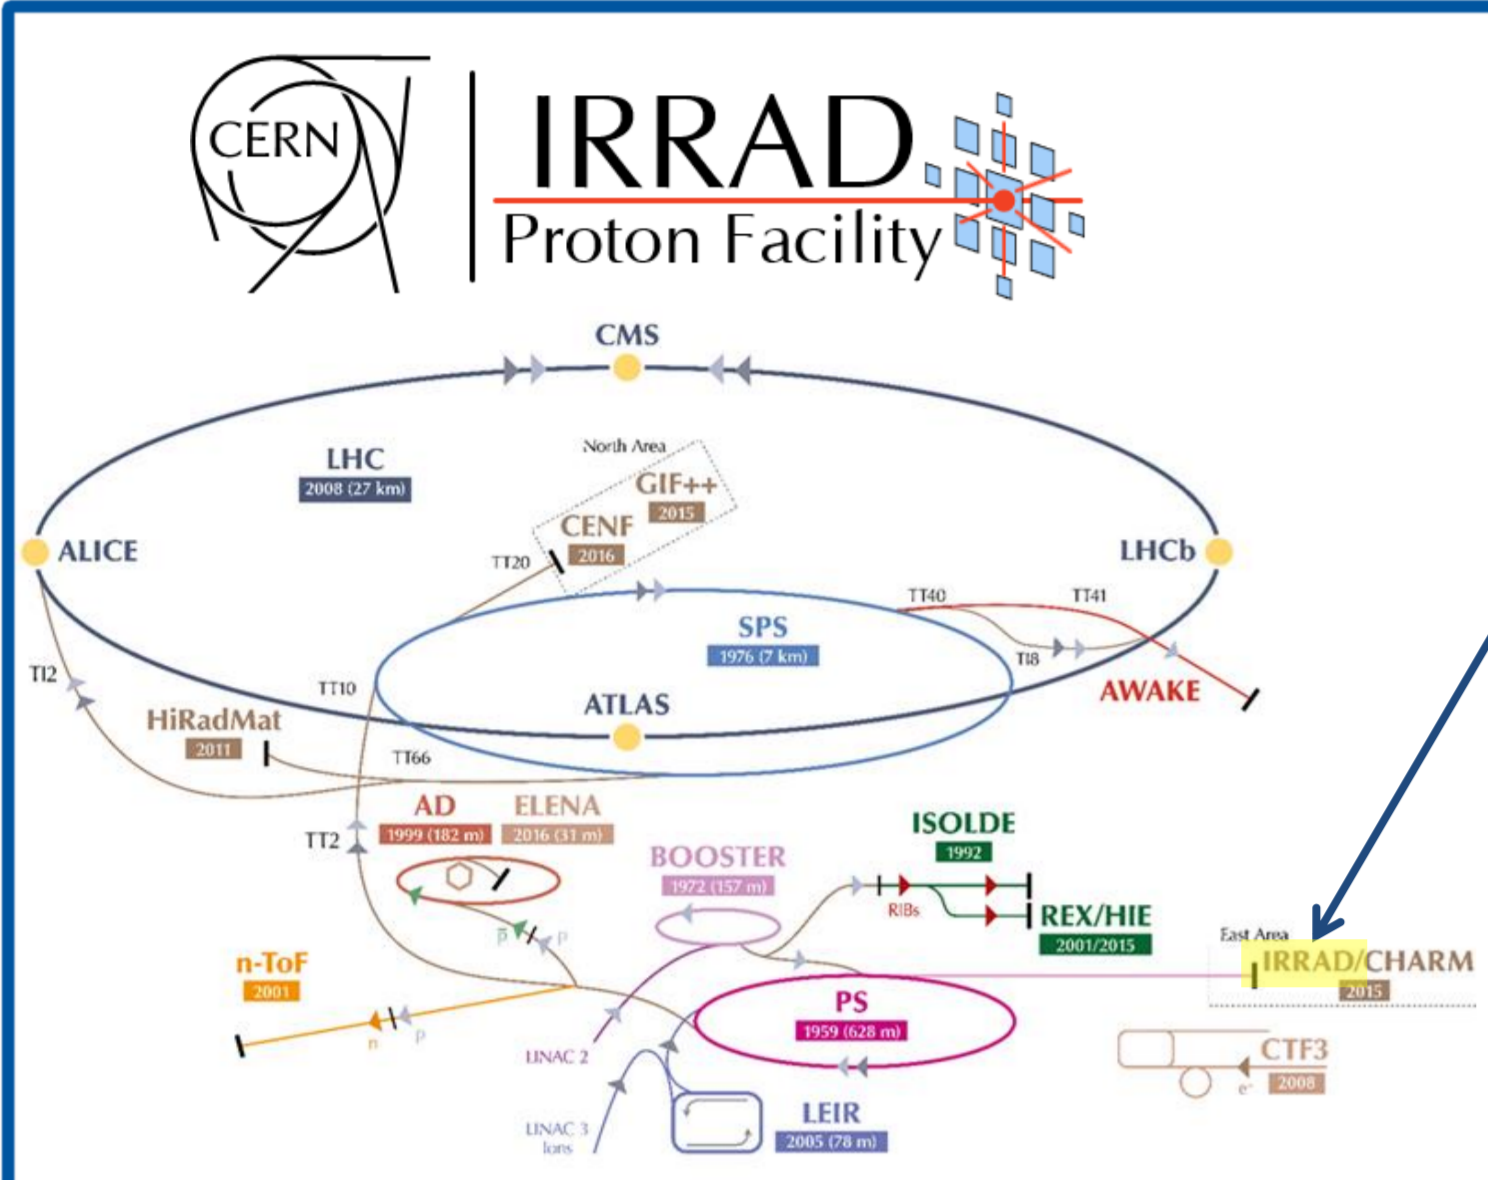 CERN
IRRAD
Proton Facility
CMS
LHC
2008 (27 km)
North Area
GIF++
2015
CENF
2016
TT20
ALICE
LHCb
TT40
TT41
SPS
1976 (7 km)
TI8
TI2
TT10
AWAKE
ATLAS
HiRadMat
2011
TT66
AD
1999 (182 m)
ELENA
2016 (31 m)
TT2
BOOSTER
1972 (157 m)
ISOLDE
1992
RIBs
REX/HIE
2001/2015
p̅
p
East Area
IRRAD/CHARM
2015
n-ToF
2001
n
p
PS
1959 (628 m)
LINAC 2
CTF3
2008
e⁻
LEIR
2005 (78 m)
LINAC 3
Ions